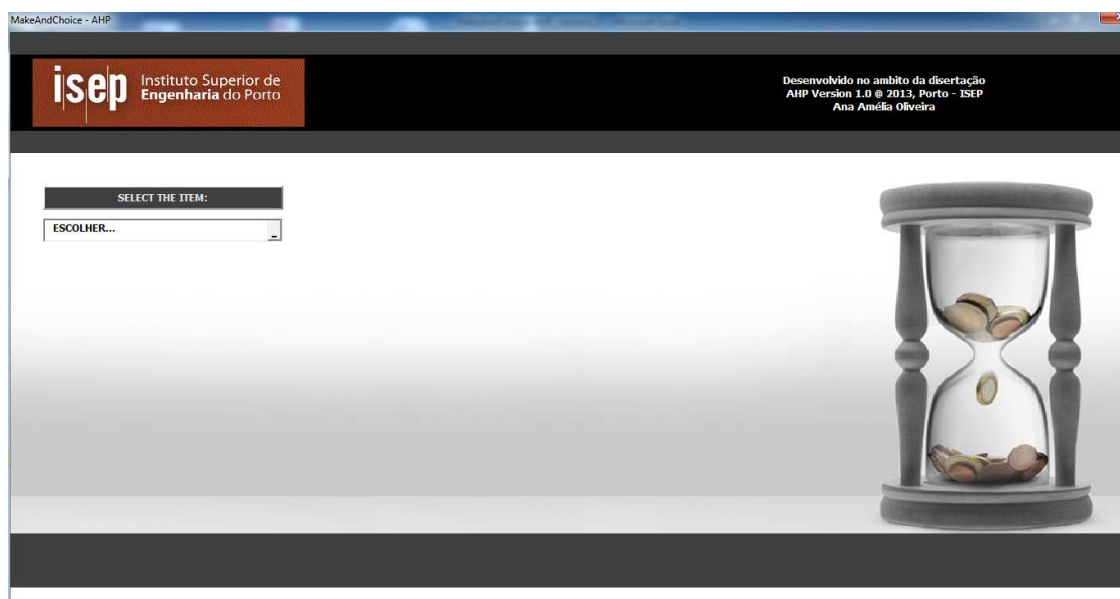 MakeAndChoice - AHP
isep
Instituto Superior de
Engenharia do Porto
Desenvolvido no ambito da disertação
AHP Version 1.0 @ 2013, Porto - ISEP
Ana Amélia Oliveira
SELECT THE ITEM:
ESCOLHER...